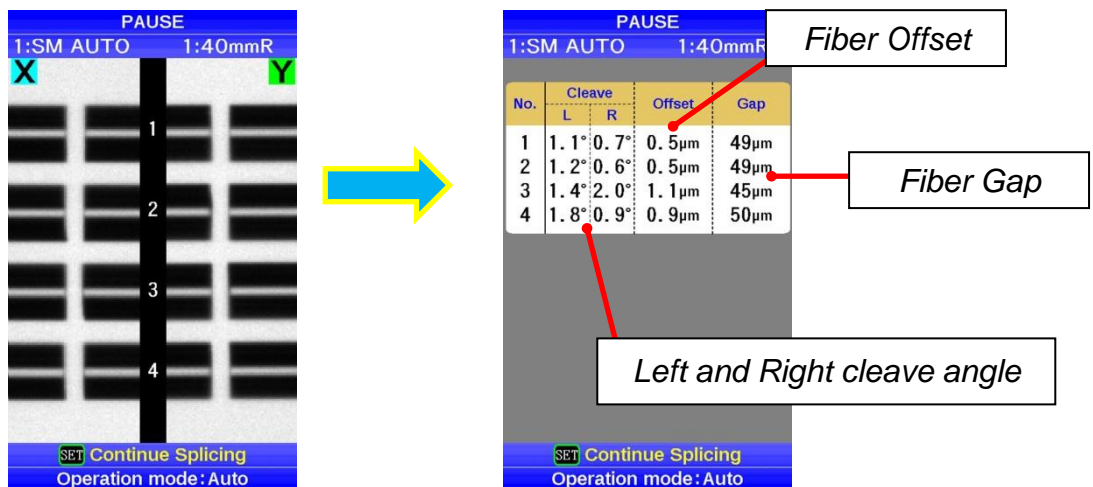 PAUSE
1:SM AUTO 1:40mmR
X Y
1
2
3
4
SET Continue Splicing
Operation mode:Auto
PAUSE
1:SM AUTO 1:40mmR
No. Cleave Offset Gap
L R
1 1.1° 0.7° 0.5µm 49µm
2 1.2° 0.6° 0.5µm 49µm
3 1.4° 2.0° 1.1µm 45µm
4 1.8° 0.9° 0.9µm 50µm
SET Continue Splicing
Operation mode:Auto
Fiber Offset
Fiber Gap
Left and Right cleave angle